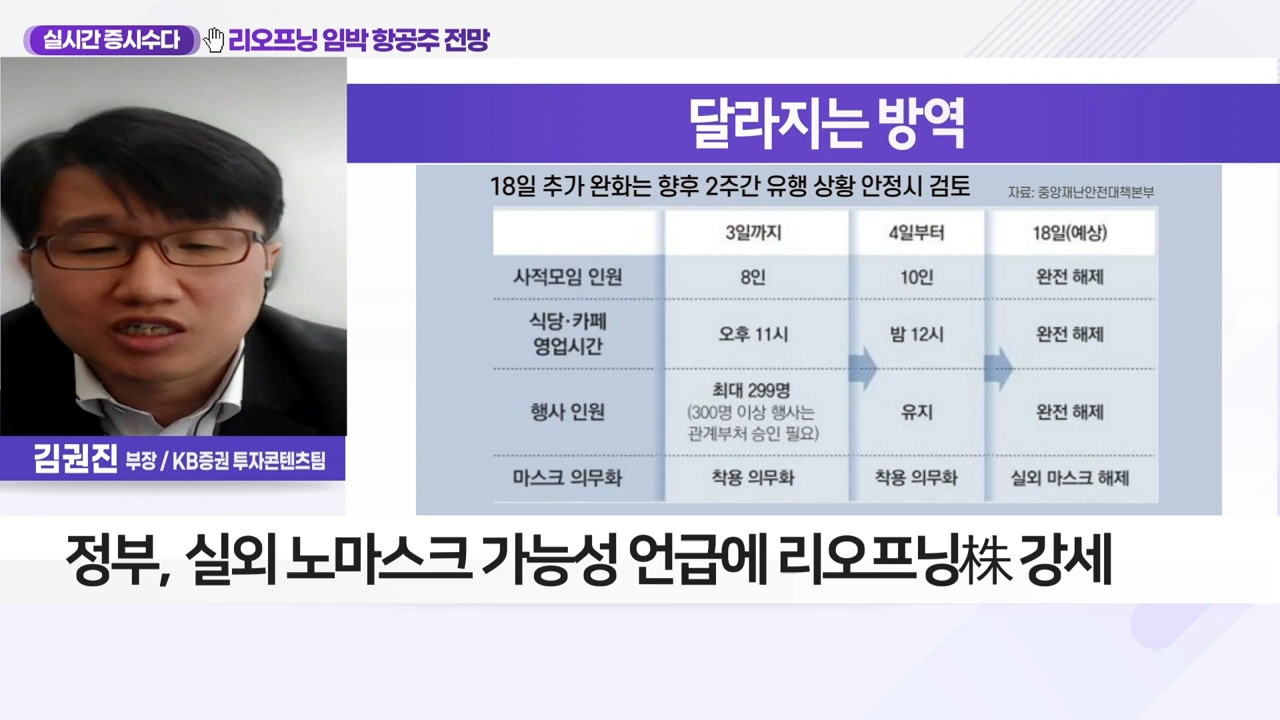 실시간 증시수다 리오프닝 임박 항공주 전망
달라지는 방역
18일 추가 완화는 향후 2주간 유행 상황 안정시 검토
자료: 중앙재난안전대책본부
3일까지 4일부터 18일(예상)
사적모임 인원 8인 10인 완전 해제
식당·카페
영업시간 오후 11시 밤 12시 완전 해제
행사 인원 최대 299명
(300명 이상 행사는
관계부처 승인 필요) 유지 완전 해제
마스크 의무화 착용 의무화 착용 의무화 실외 마스크 해제
김권진 부장 / KB증권 투자콘텐츠팀
정부, 실외 노마스크 가능성 언급에 리오프닝株 강세